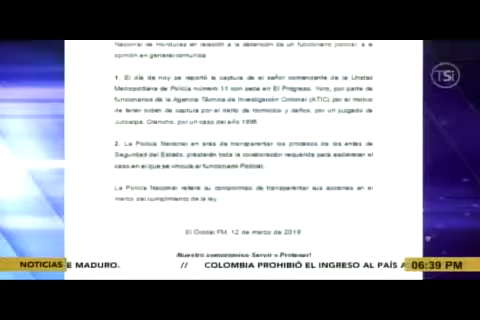 Nacional de Honduras en relación a la detención de un funcionario policial a la
opinión en general comunica:
1. El día de hoy se reportó la captura de el señor comandante de la Unidad
Metropolitana de Policía número 11 con sede en El Progreso, Yoro, por parte de
funcionarios de la Agencia Técnica de Investigación Criminal (ATIC) por el motivo
de tener orden de captura por el delito de homicidio y daños, por un juzgado de
Juticalpa, Olancho, por un caso del año 1995.
2. La Policía Nacional en aras de transparentar los procesos de los entes de
Seguridad del Estado, prestarán toda la colaboración requerida para esclarecer el
caso en el que se vincula al funcionario Policial.
La Policía Nacional reitera su compromiso de transparentar sus acciones en el
marco del cumplimiento de la ley.
El Ocotal FM. 12 de marzo de 2018
¡Nuestro compromiso: Servir y Proteger!
TSi
NOTICIAS E MADURO. // COLOMBIA PROHIBIÓ EL INGRESO AL PAÍS A 06:39 PM